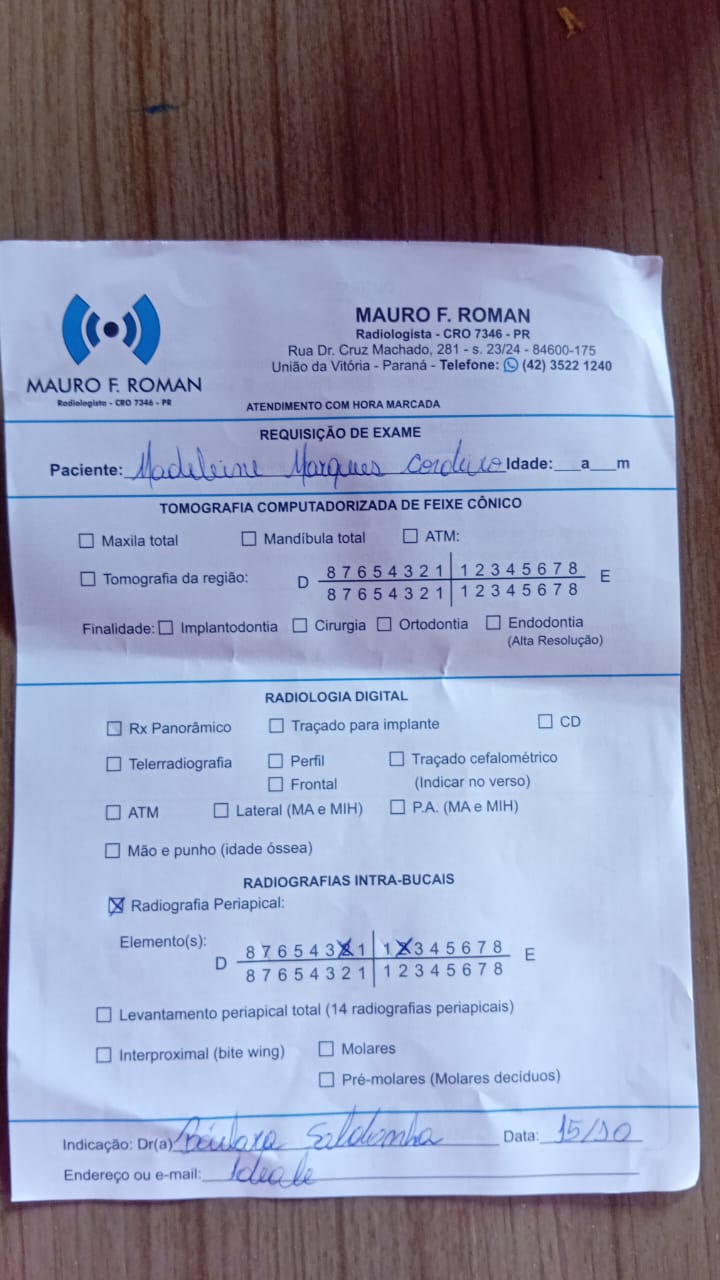 MAURO F. ROMAN
Radiologista - CRO 7346 - PR
MAURO F. ROMAN
Radiologista - CRO 7346 - PR
Rua Dr. Cruz Machado, 281 - s. 23/24 - 84600-175
União da Vitória - Paraná - Telefone: (42) 3522 1240
ATENDIMENTO COM HORA MARCADA
REQUISIÇÃO DE EXAME
Paciente: Madeleine Marques Cordeiro Idade:___a___m
TOMOGRAFIA COMPUTADORIZADA DE FEIXE CÔNICO
Maxila total Mandíbula total ATM:
Tomografia da região: D 8 7 6 5 4 3 2 1 1 2 3 4 5 6 7 8 E
8 7 6 5 4 3 2 1 1 2 3 4 5 6 7 8
Finalidade: Implantodontia Cirurgia Ortodontia Endodontia
(Alta Resolução)
RADIOLOGIA DIGITAL
Rx Panorâmico Traçado para implante CD
Telerradiografia Perfil Traçado cefalométrico
Frontal (Indicar no verso)
ATM Lateral (MA e MIH) P.A. (MA e MIH)
Mão e punho (idade óssea)
RADIOGRAFIAS INTRA-BUCAIS
X Radiografia Periapical:
Elemento(s): D 8 7 6 5 4 3 2 1 1 2 3 4 5 6 7 8 E
8 7 6 5 4 3 2 1 1 2 3 4 5 6 7 8
Levantamento periapical total (14 radiografias periapicais)
Interproximal (bite wing) Molares
Pré-molares (Molares decíduos)
Indicação: Dr(a) Saldanha Data: 15/10
Endereço ou e-mail: Ideale